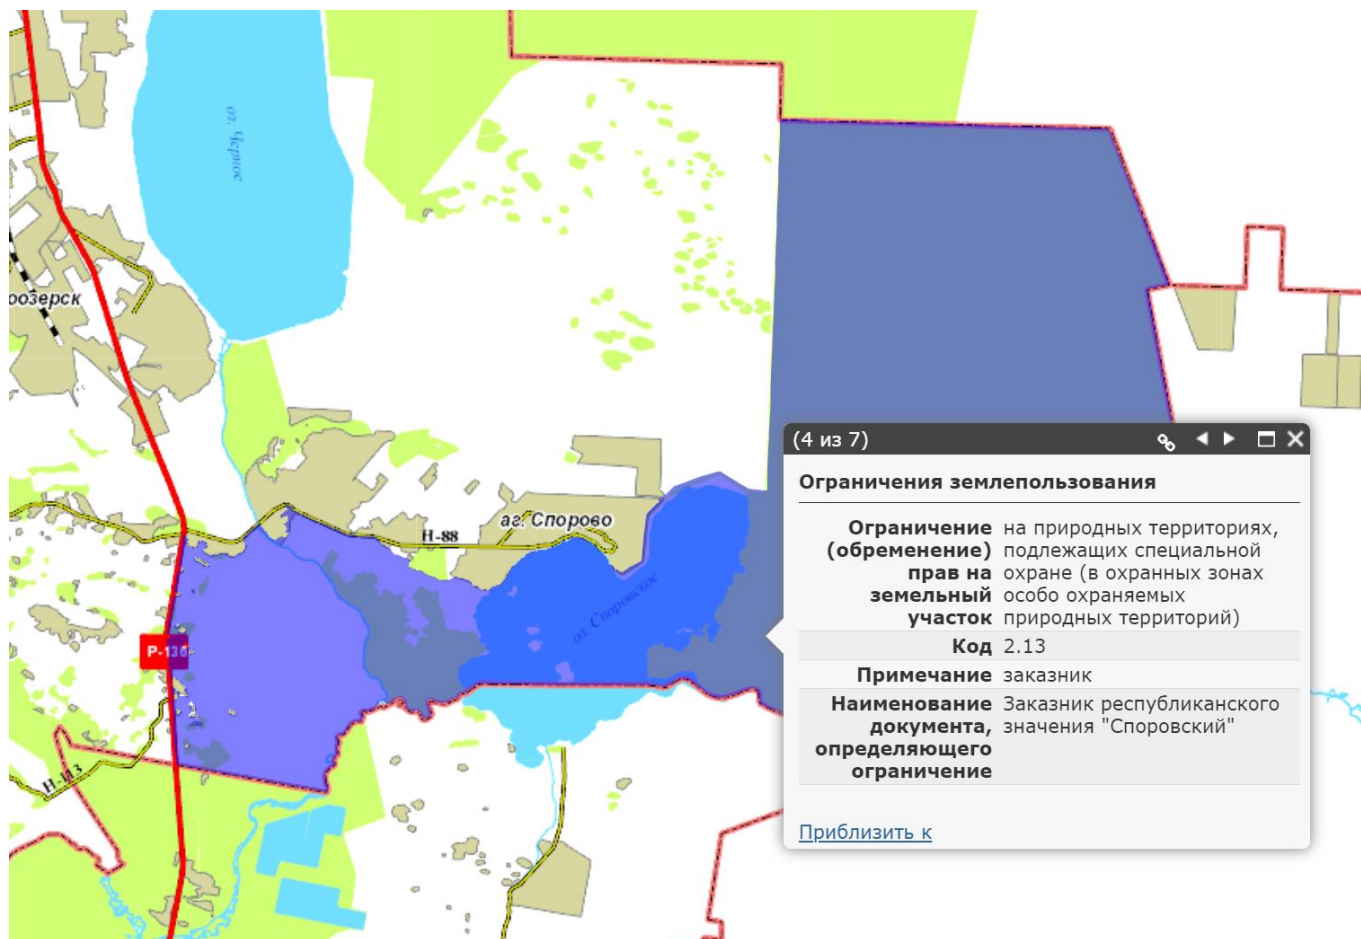 оз. Черное
оозерск
аг. Спорово
Н-88
оз. Споровское
Р-136
Н-113
(4 из 7)
Ограничения землепользования
Ограничение на природных территориях,
(обременение) подлежащих специальной
прав на охране (в охранных зонах
земельный особо охраняемых
участок природных территорий)
Код 2.13
Примечание заказник
Наименование Заказник республиканского
документа, значения "Споровский"
определяющего
ограничение
Приблизить к